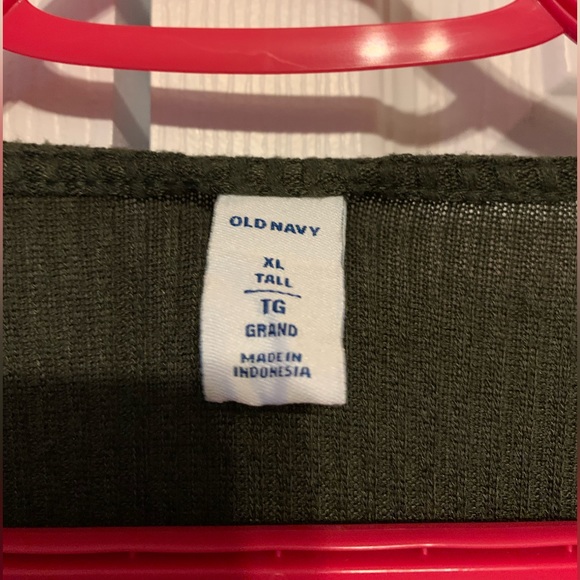 OLD NAVY
XL
TALL
TG
GRAND
MADE IN
INDONESIA